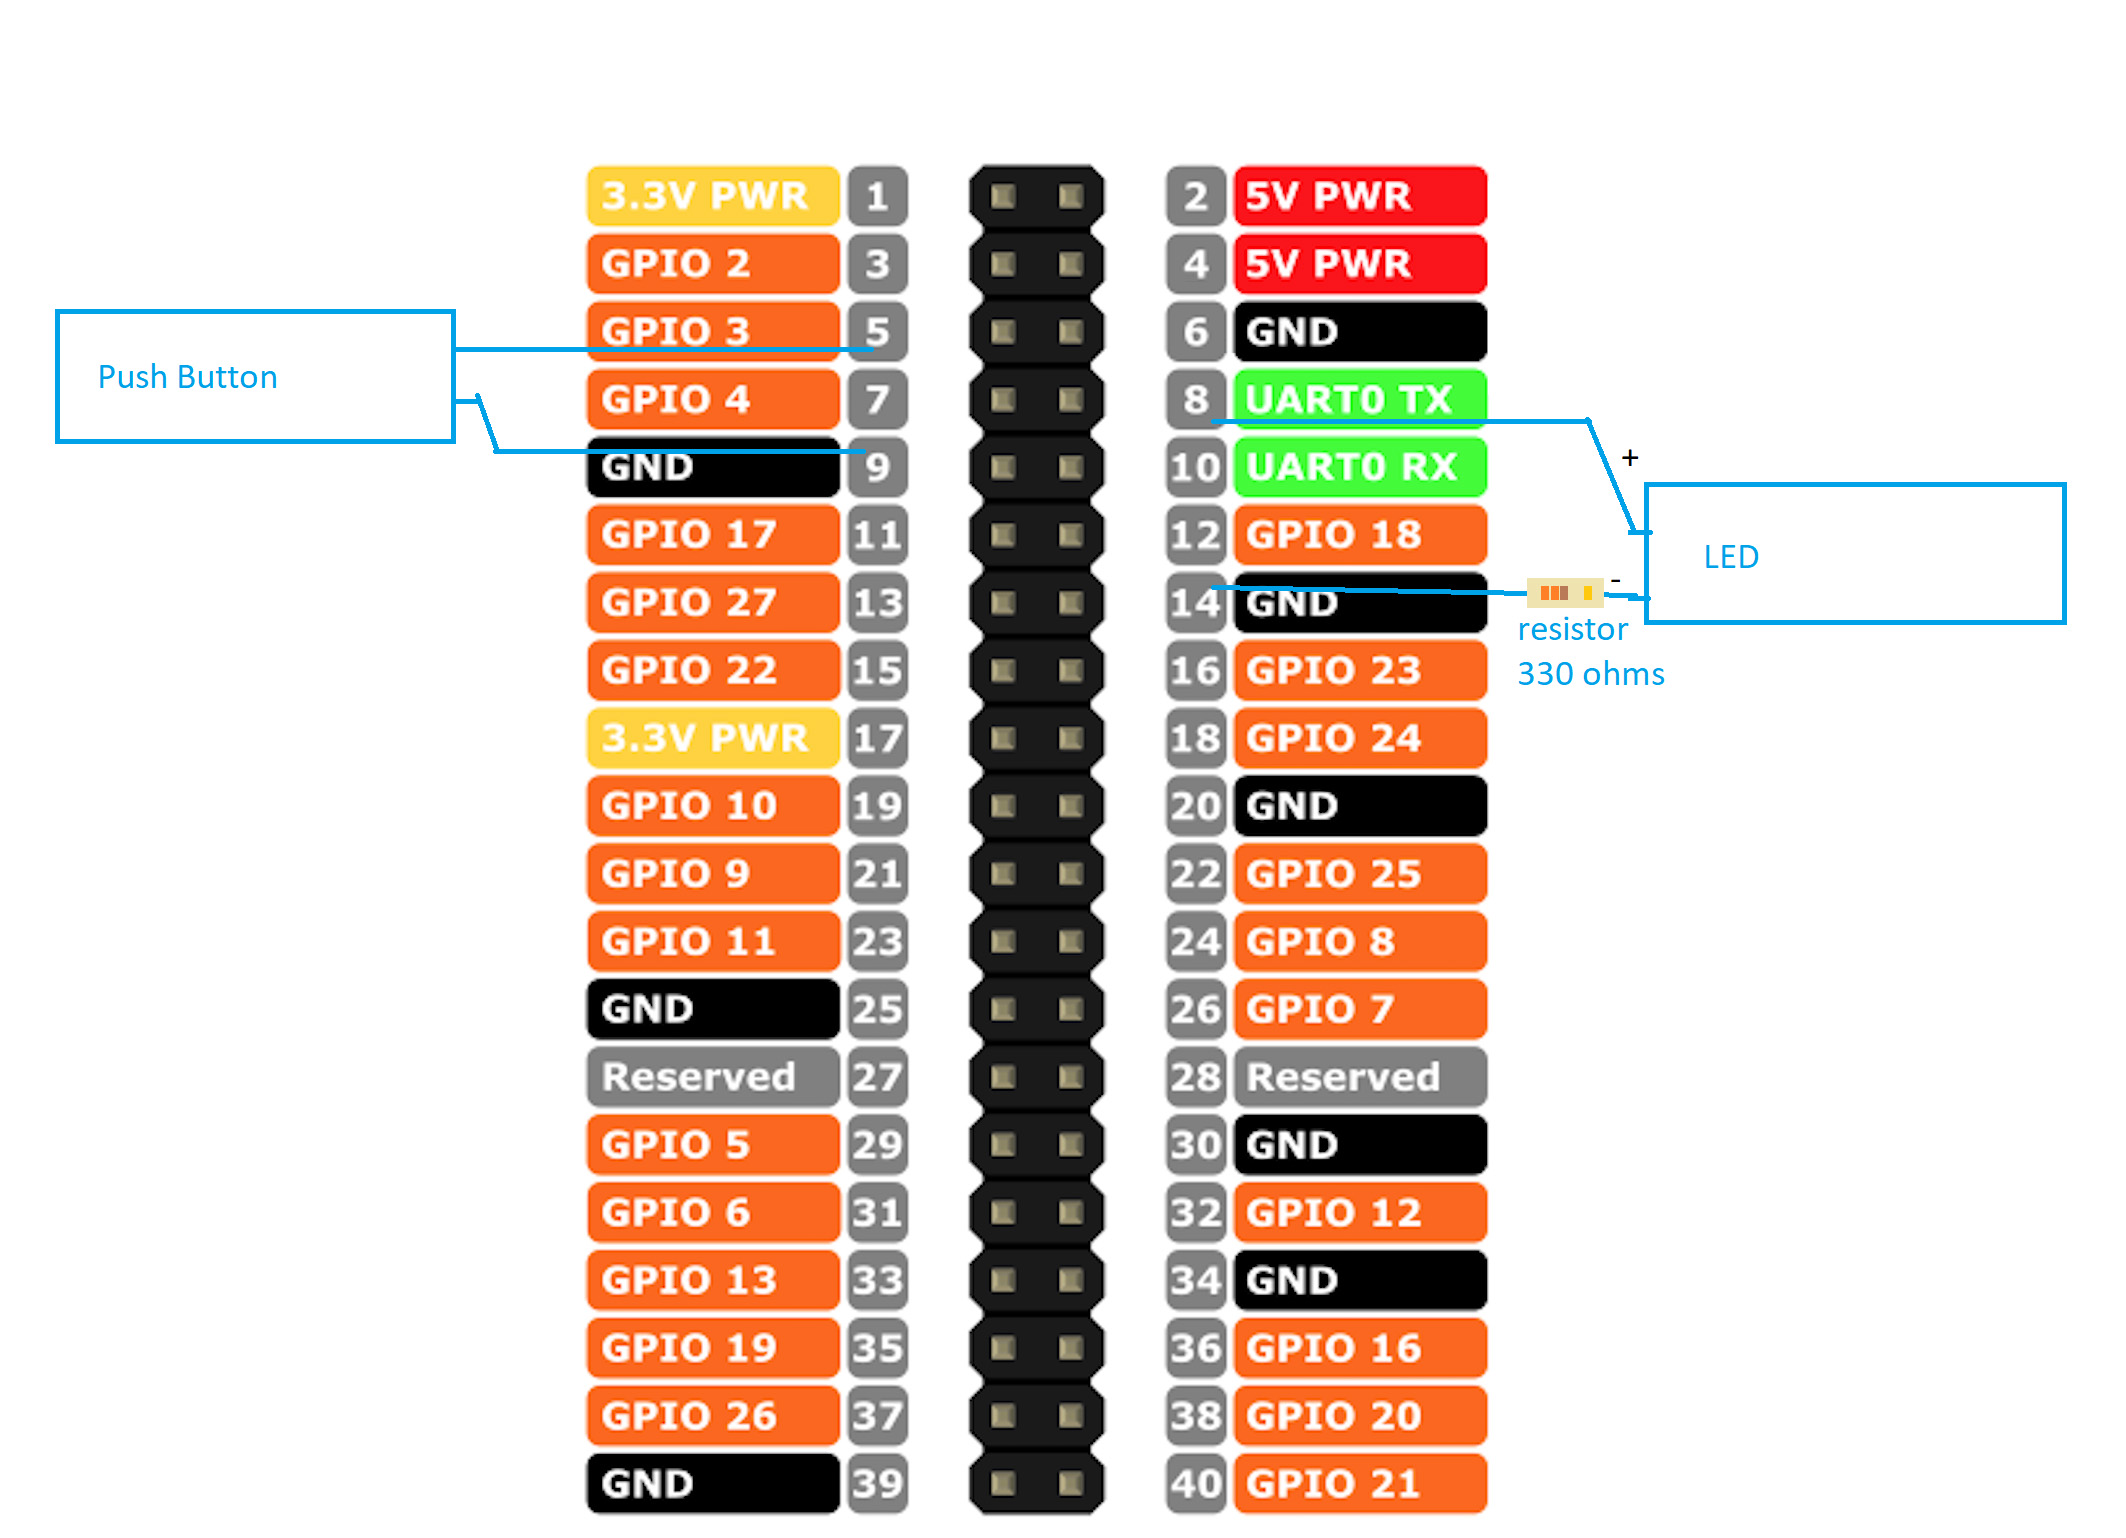 3.3V PWR 1 2 5V PWR
GPIO 2 3 4 5V PWR
GPIO 3 5 6 GND
Push Button
GPIO 4 7 8 UART0 TX
+
GND 9 10 UART0 RX
GPIO 17 11 12 GPIO 18
LED
-
GPIO 27 13 14 GND
resistor
330 ohms
GPIO 22 15 16 GPIO 23
3.3V PWR 17 18 GPIO 24
GPIO 10 19 20 GND
GPIO 9 21 22 GPIO 25
GPIO 11 23 24 GPIO 8
GND 25 26 GPIO 7
Reserved 27 28 Reserved
GPIO 5 29 30 GND
GPIO 6 31 32 GPIO 12
GPIO 13 33 34 GND
GPIO 19 35 36 GPIO 16
GPIO 26 37 38 GPIO 20
GND 39 40 GPIO 21